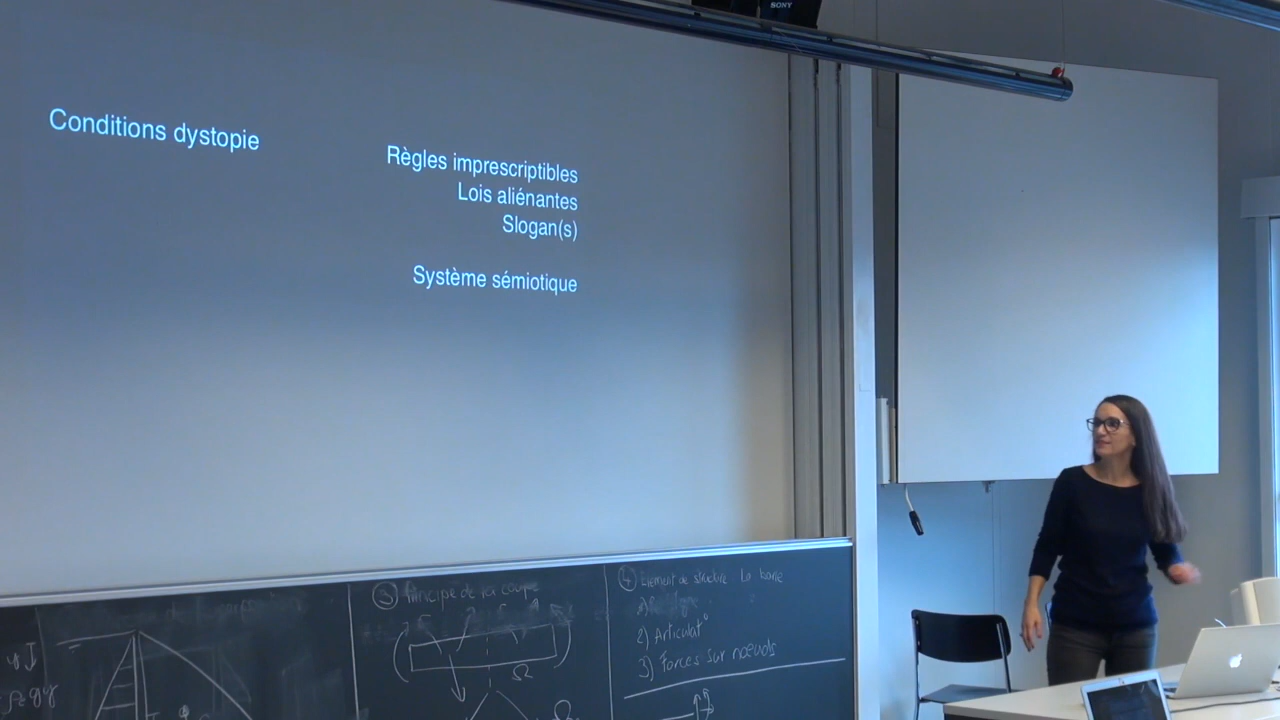 SONY
Conditions dystopie
Règles imprescriptibles
Lois aliénantes
Slogan(s)
Système sémiotique
③ Principe de la coupe
Ω
④ Element de structure: La barre
2) Articulat°
3) Forces sur nœuds